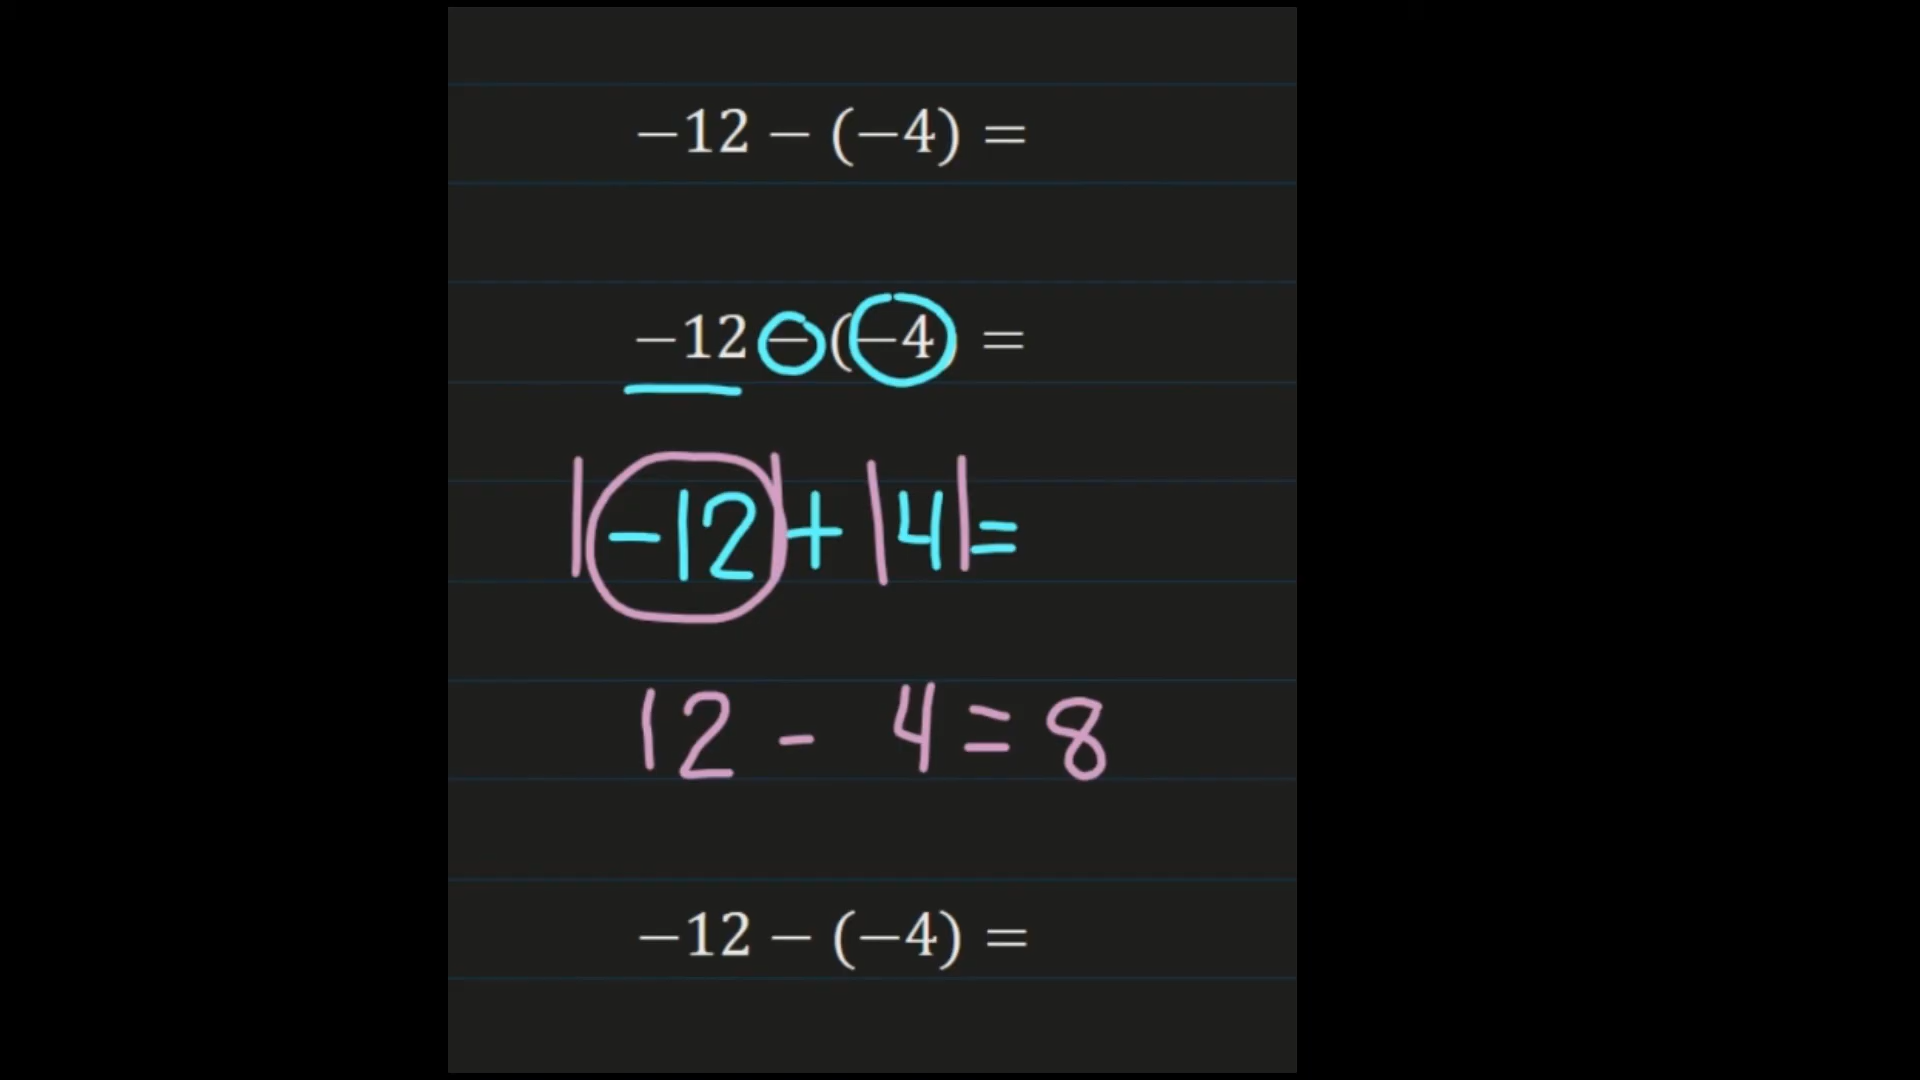 −12 − (−4) =
−12 − (−4) =
|−12| + |4| =
12 - 4 = 8
−12 − (−4) =